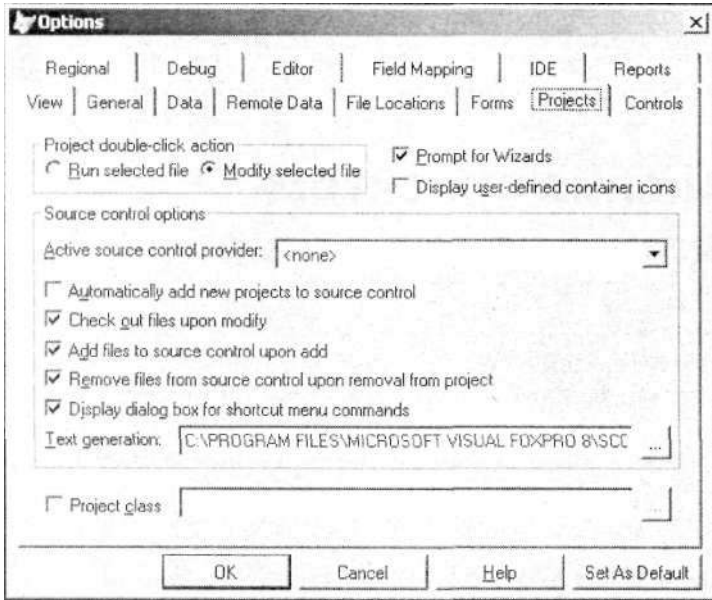 Options
Regional Debug Editor Field Mapping IDE Reports
View General Data Remote Data File Locations Forms Projects Controls
Project double-click action
Run selected file Modify selected file
Prompt for Wizards
Display user-defined container icons
Source control options
Active source control provider: <none>
Automatically add new projects to source control
Check out files upon modify
Add files to source control upon add
Remove files from source control upon removal from project
Display dialog box for shortcut menu commands
Text generation: C:\PROGRAM FILES\MICROSOFT VISUAL FOXPRO 8\SCC ...
Project class ...
OK Cancel Help Set As Default